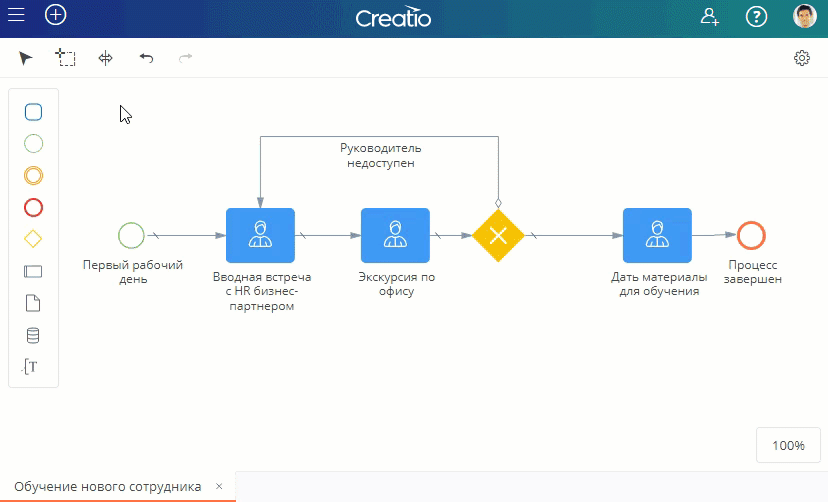 Creatio
Руководитель
недоступен
Первый рабочий
день
Вводная встреча
с HR бизнес-
партнером
Экскурсия по
офису
Дать материалы
для обучения
Процесс
завершен
100%
Обучение нового сотрудника ×